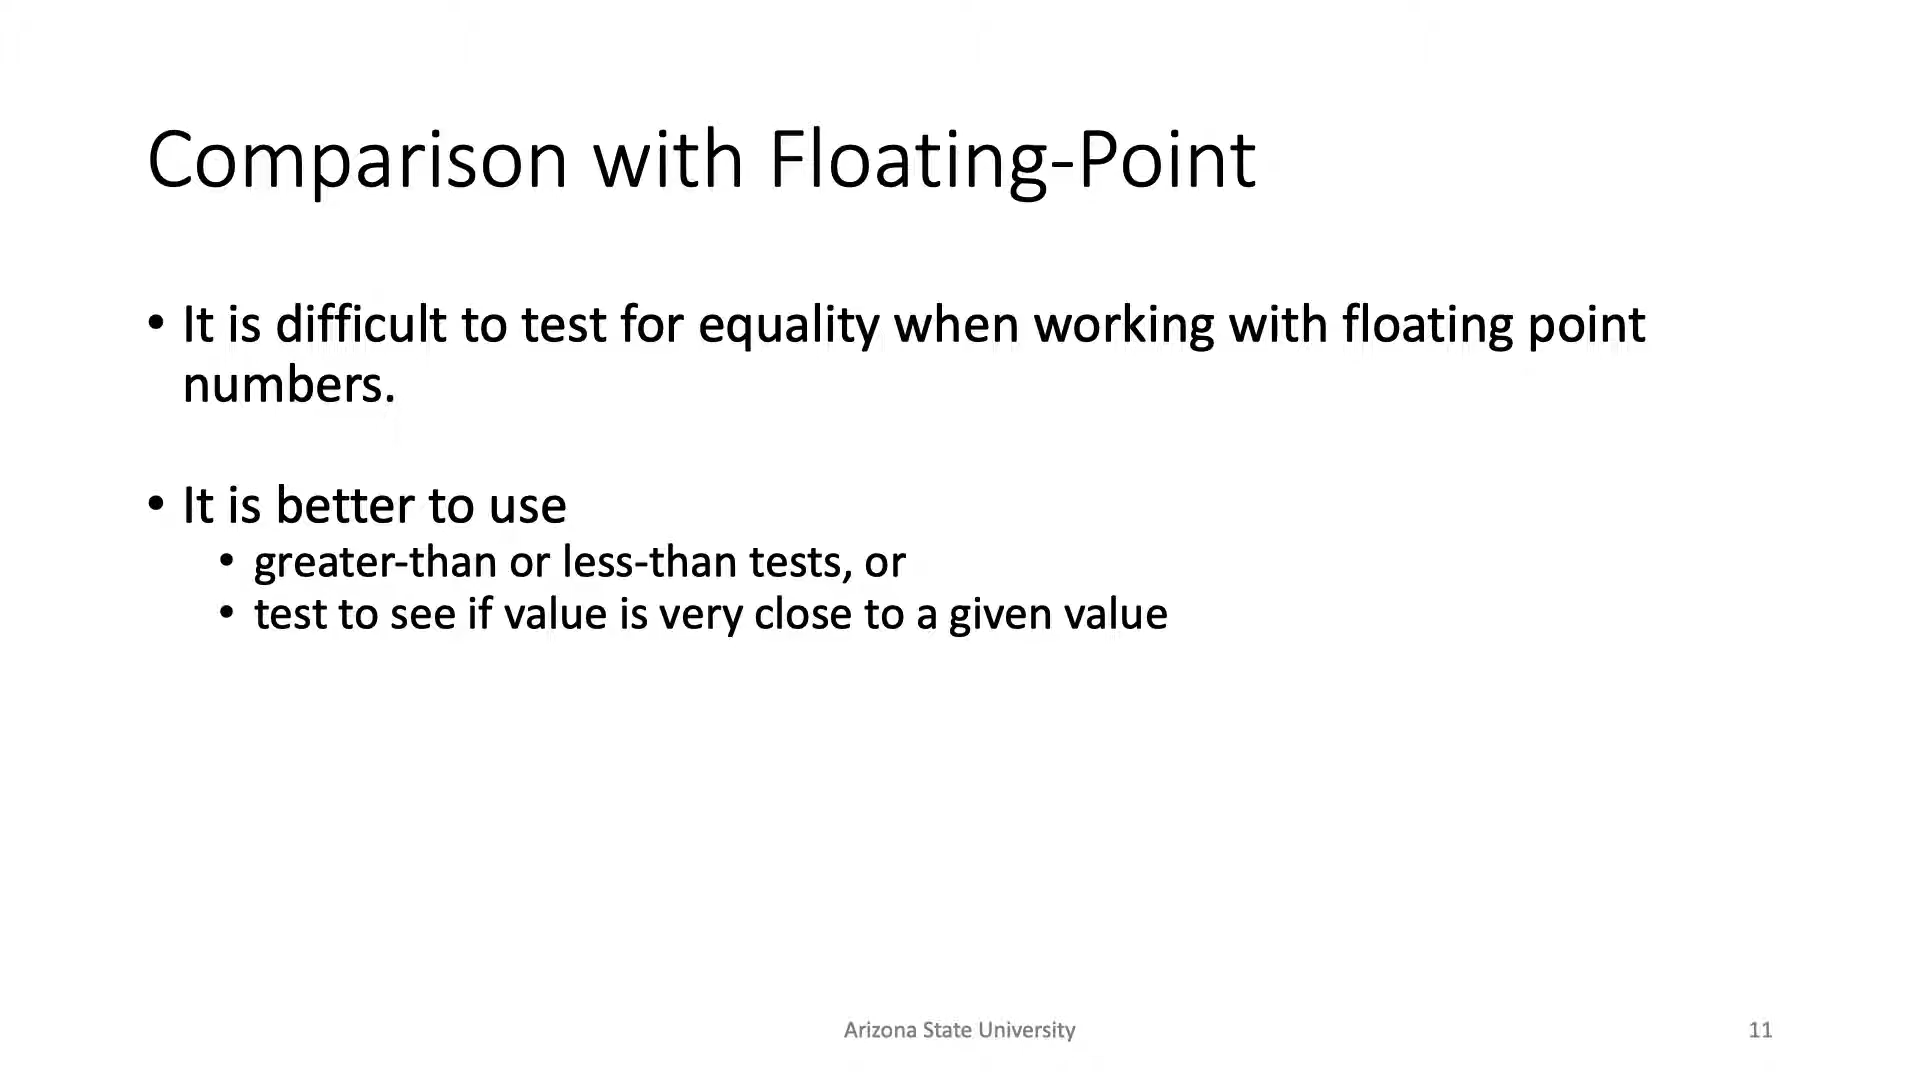 Comparison with Floating-Point
• It is difficult to test for equality when working with floating point
numbers.
• It is better to use
• greater-than or less-than tests, or
• test to see if value is very close to a given value
Arizona State University
11